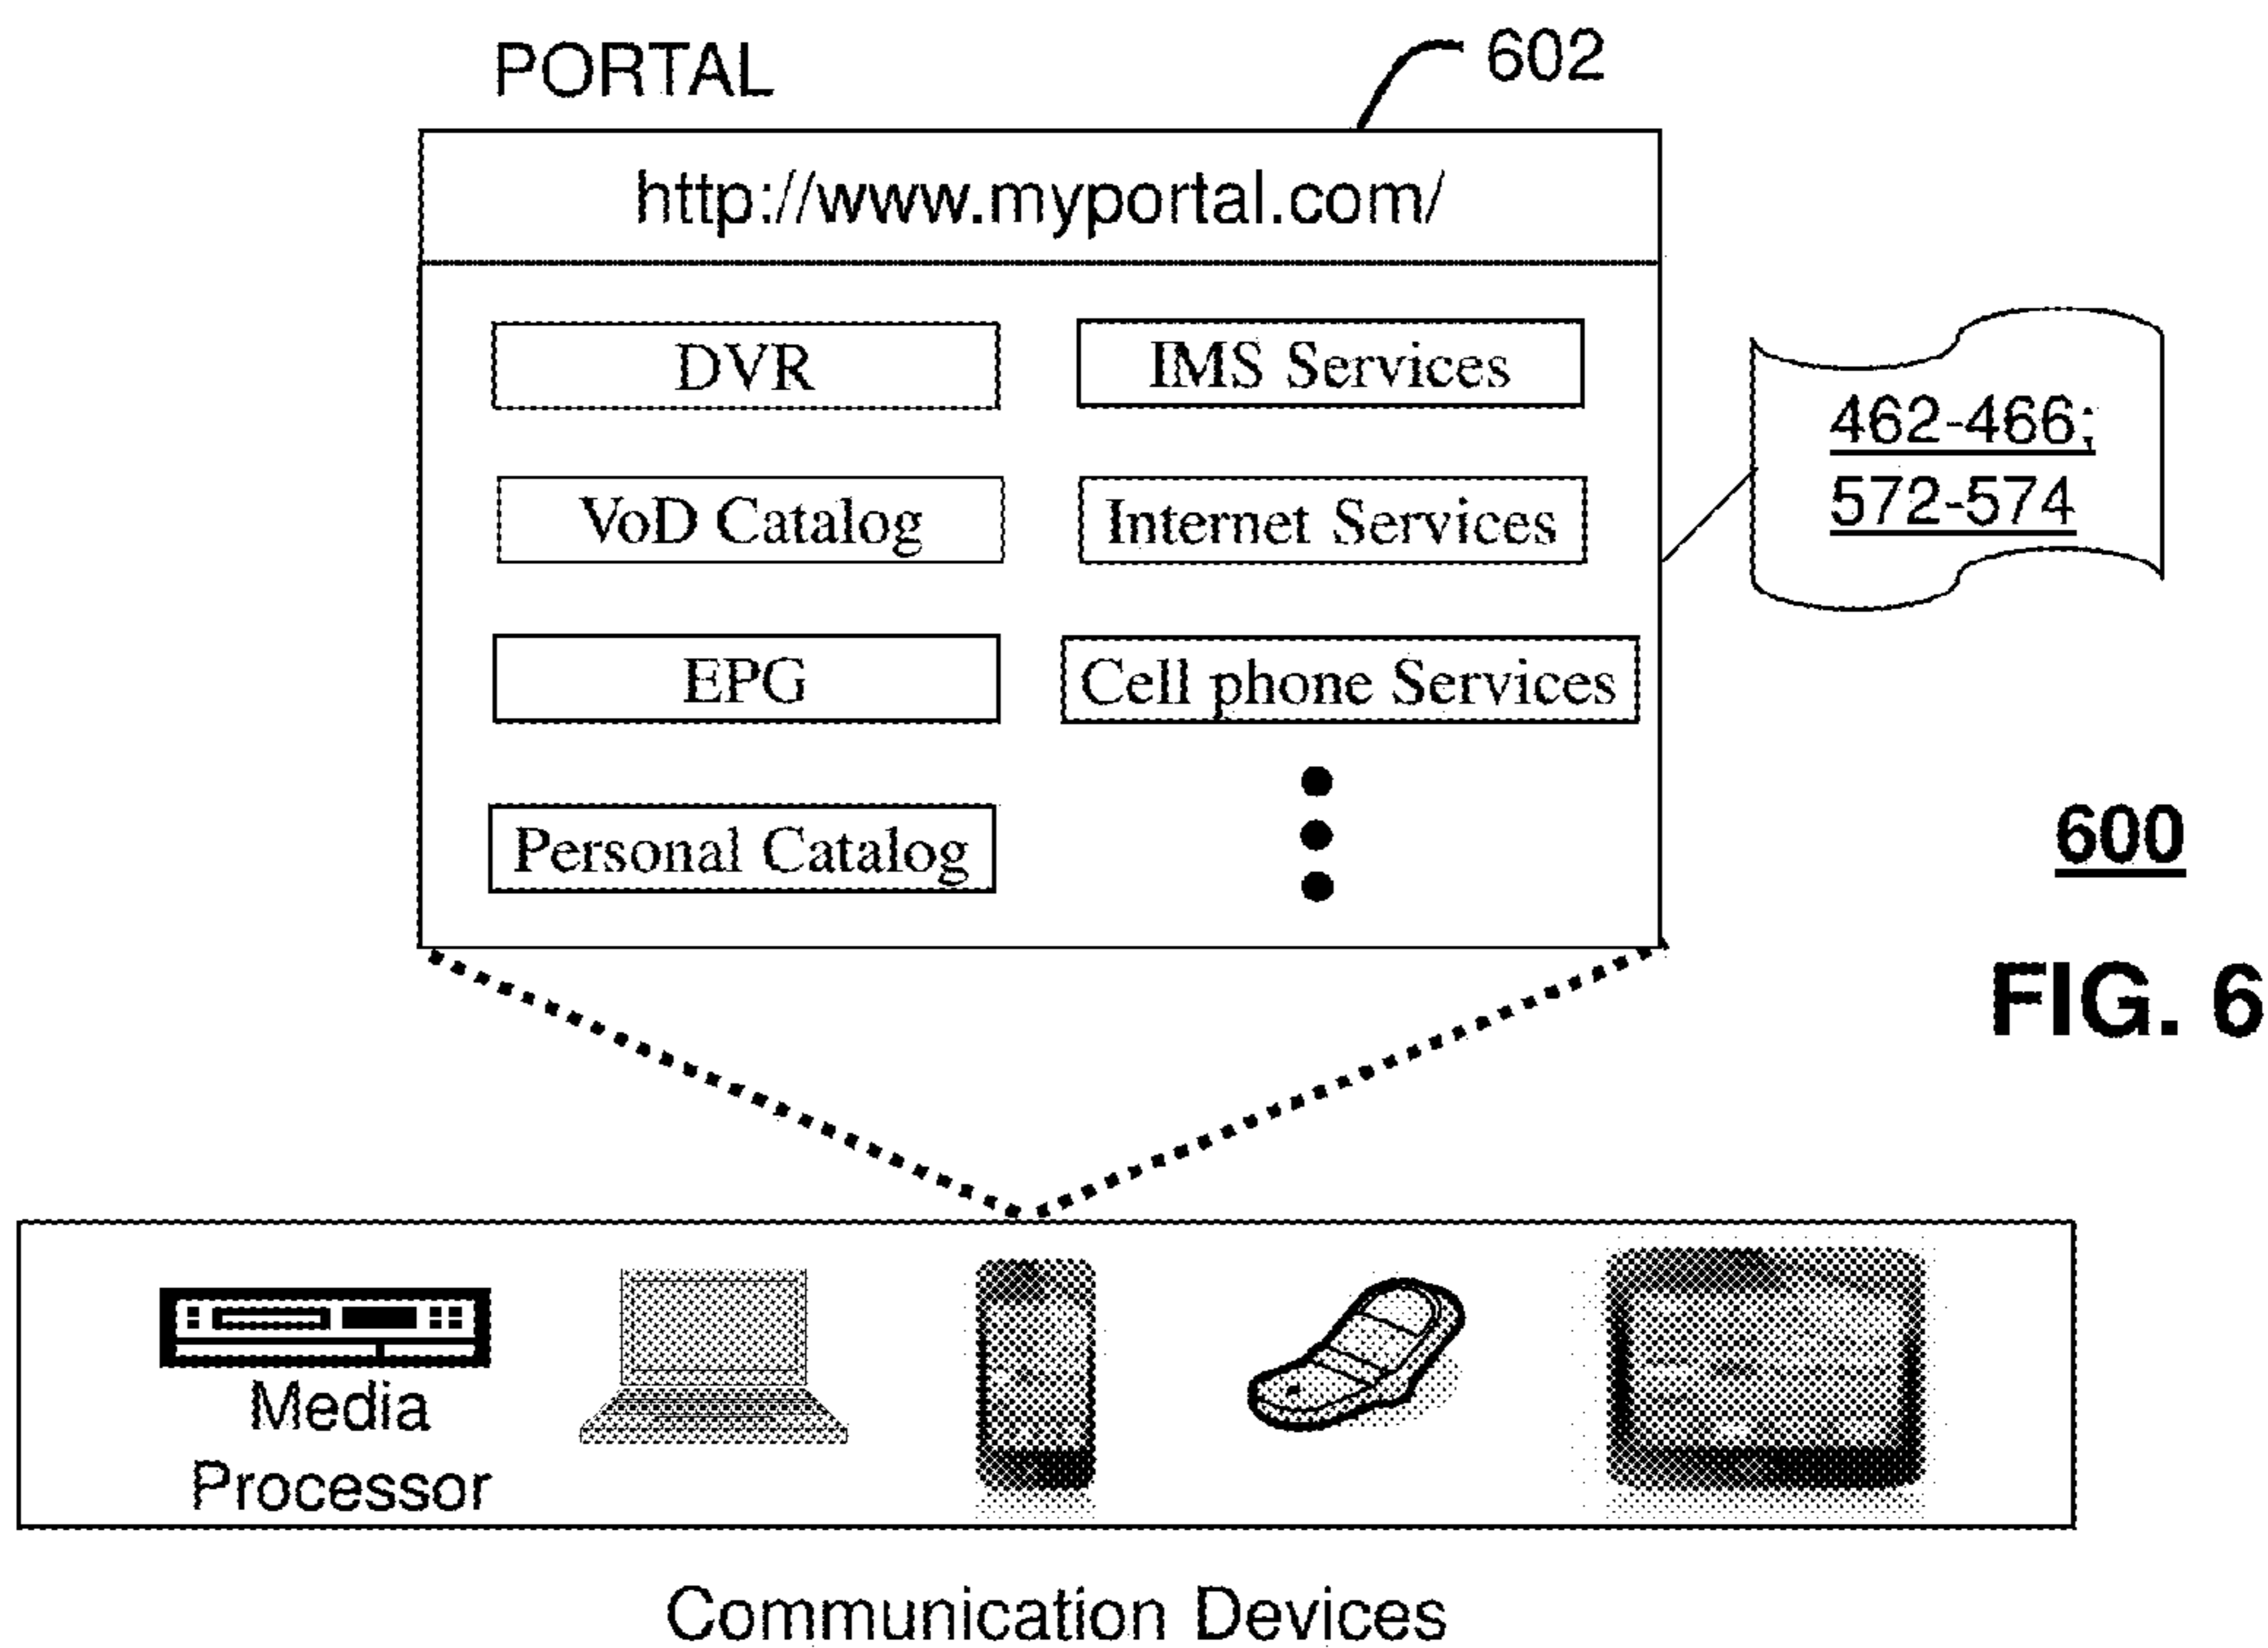 PORTAL
602
http://www.myportal.com/
DVR
IMS Services
VoD Catalog
Internet Services
EPG
Cell phone Services
Personal Catalog
462-466;
572-574
600
FIG. 6
Media
Processor
Communication Devices